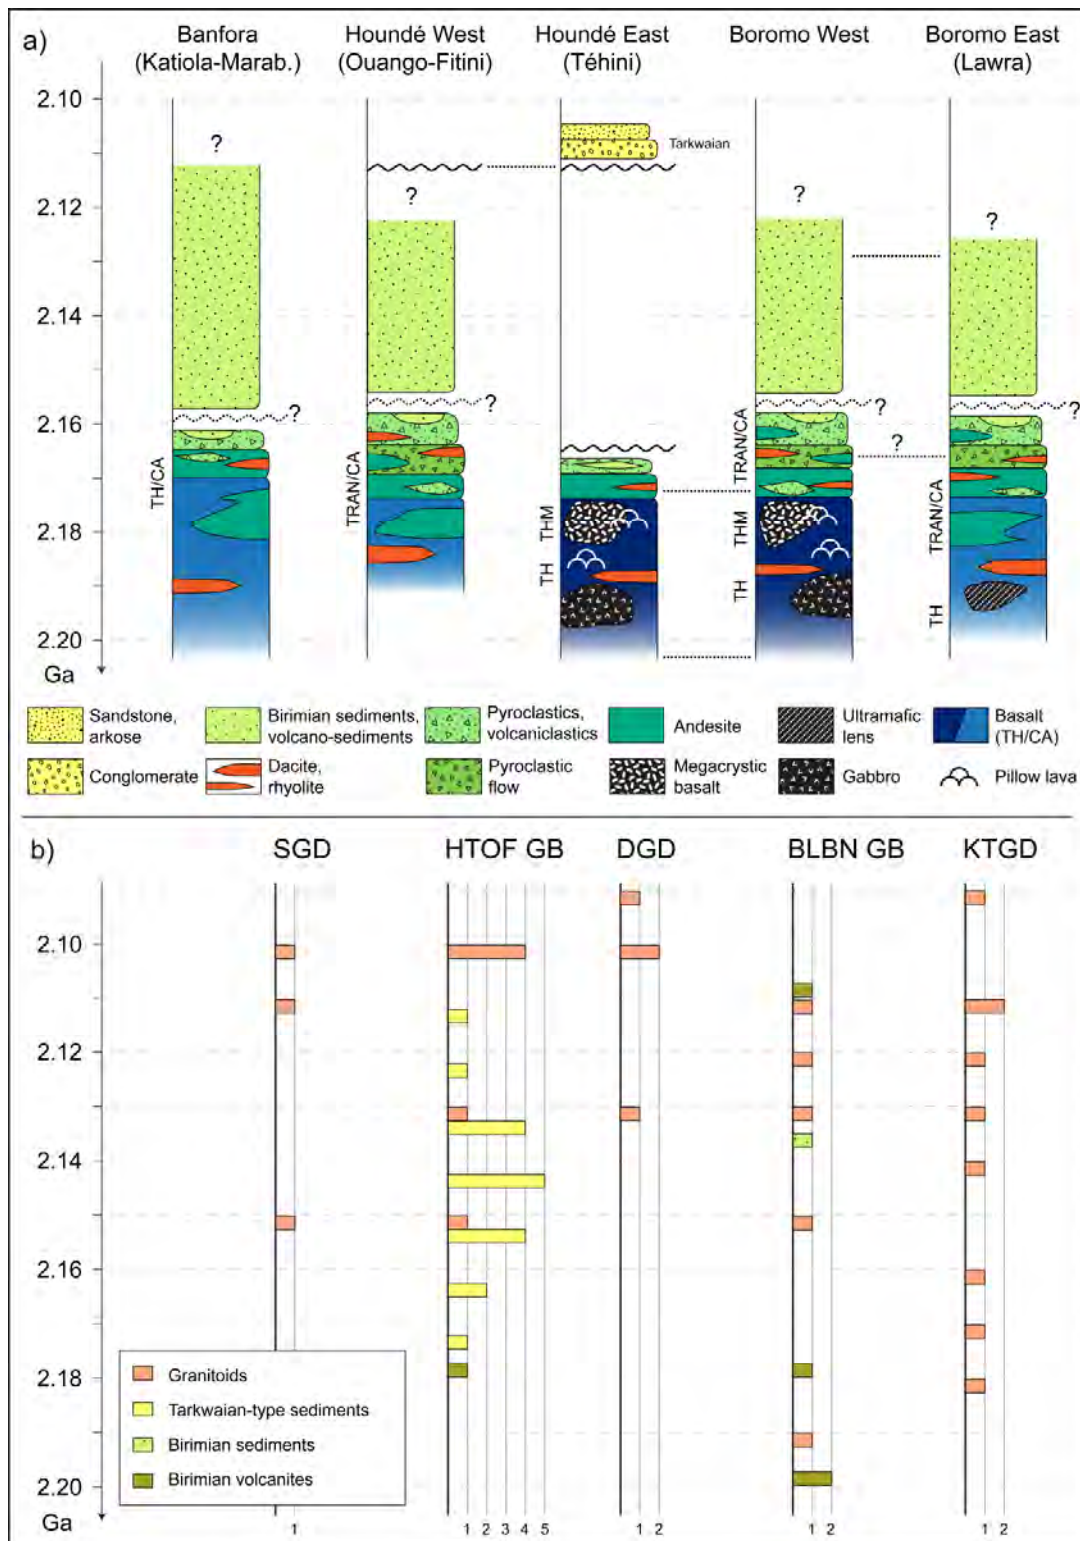 a)
Banfora
(Katiola-Marab.)
Houndé West
(Ouango-Fitini)
Houndé East
(Téhini)
Boromo West
Boromo East
(Lawra)
2.10
2.12
2.14
2.16
2.18
2.20
Ga
?
?
?
?
?
?
?
?
?
Tarkwaian
TH/CA
TRAN/CA
THM
TH
TRAN/CA
THM
TH
TRAN/CA
TH
Sandstone,
arkose
Birimian sediments,
volcano-sediments
Pyroclastics,
volcaniclastics
Andesite
Ultramafic
lens
Basalt
(TH/CA)
Conglomerate
Dacite,
rhyolite
Pyroclastic
flow
Megacrystic
basalt
Gabbro
Pillow lava
b)
SGD
HTOF GB
DGD
BLBN GB
KTGD
2.10
2.12
2.14
2.16
2.18
2.20
Ga
Granitoids
Tarkwaian-type sediments
Birimian sediments
Birimian volcanites
1
1 2 3 4 5
1 2
1 2
1 2